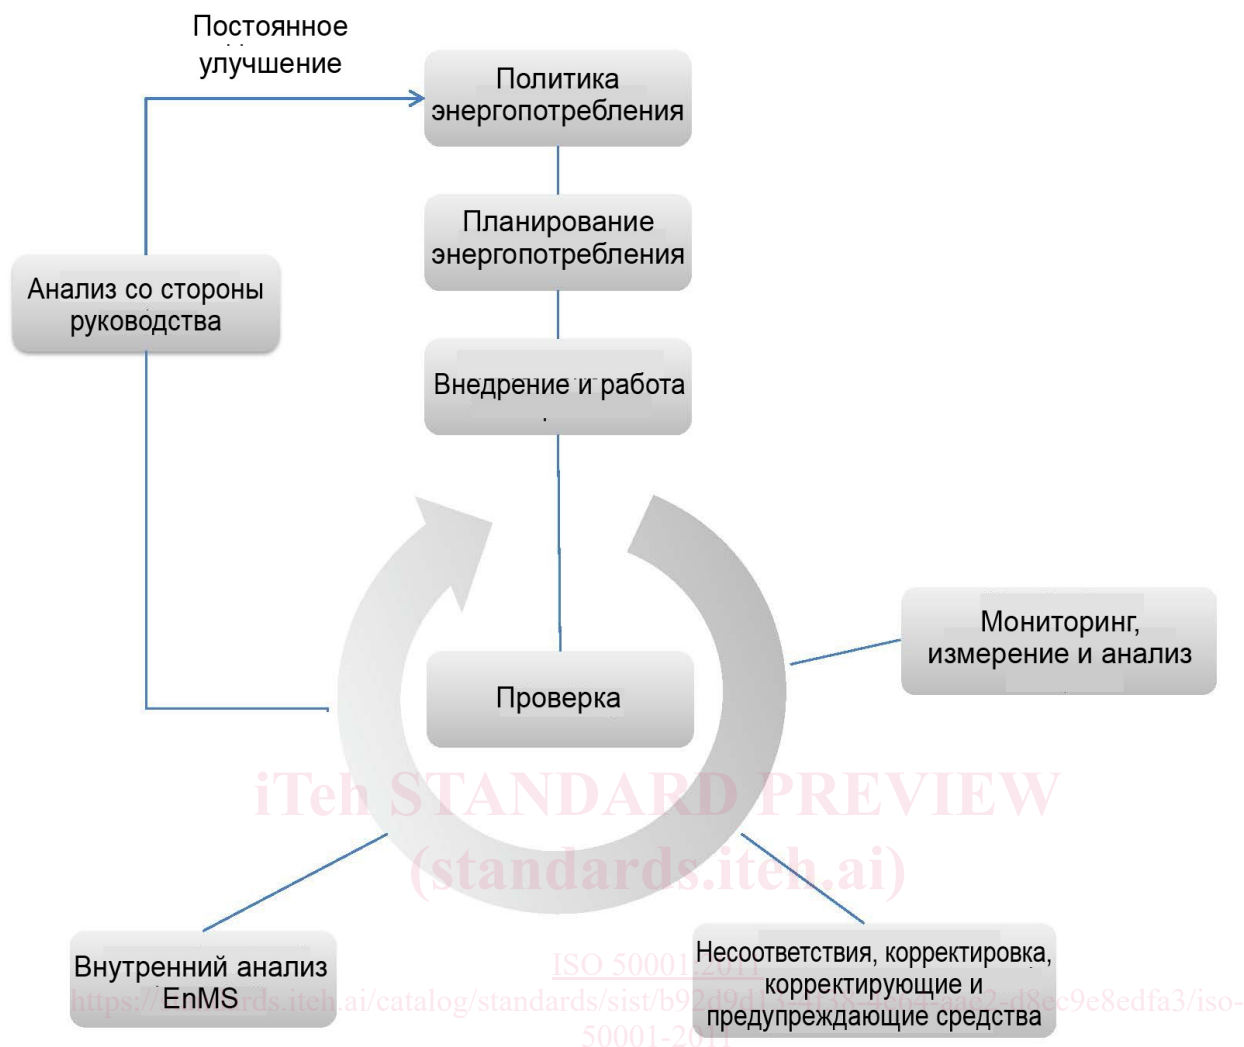 Постоянное
улучшение
Политика
энергопотребления
Планирование
энергопотребления
Анализ со стороны
руководства
Внедрение и работа
Мониторинг,
измерение и анализ
Проверка
iTeh STANDARD PREVIEW
(standards.iteh.ai)
Внутренний анализ
EnMS
Несоответствия, корректировка,
корректирующие и
предупреждающие средства
ISO 50001:2011
50001-2011